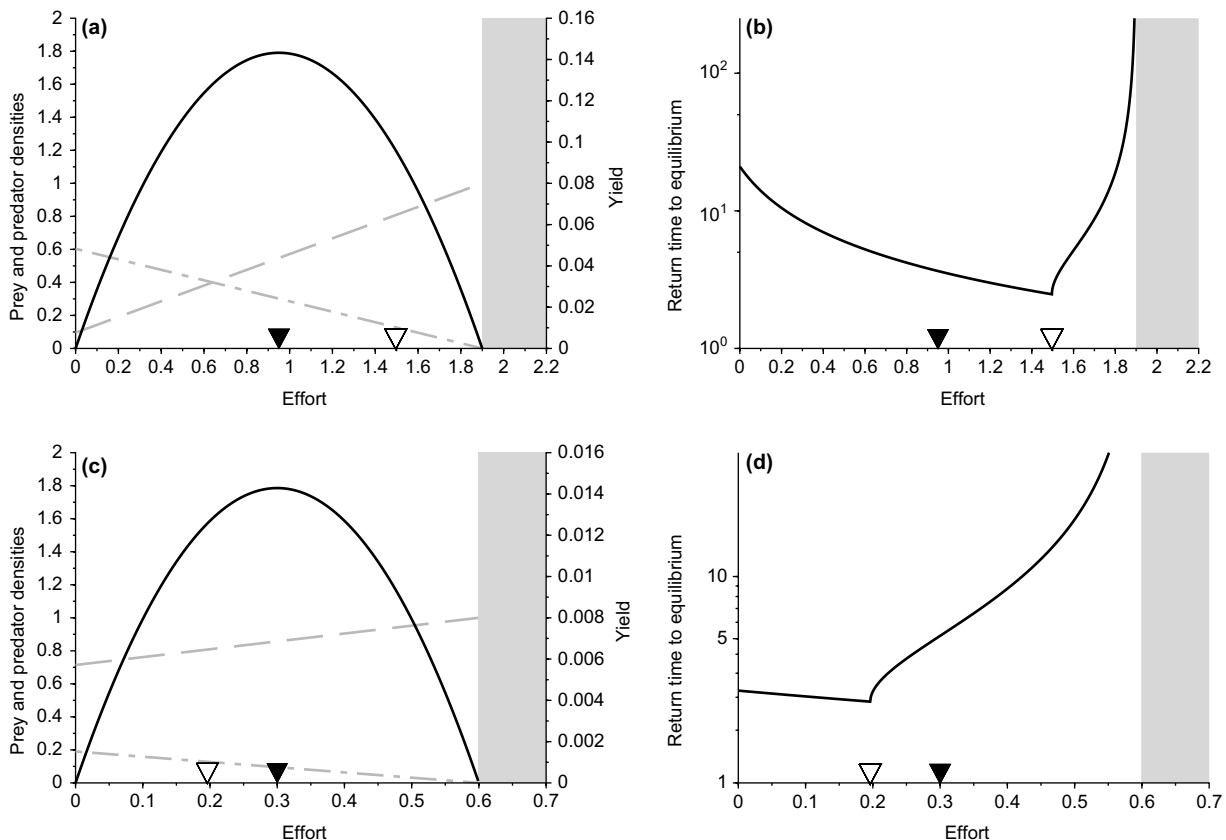 (a)
Prey and predator densities
2
1.8
1.6
1.4
1.2
1
0.8
0.6
0.4
0.2
0
0.16
0.14
0.12
0.1
0.08
0.06
0.04
0.02
0
Yield
0 0.2 0.4 0.6 0.8 1 1.2 1.4 1.6 1.8 2 2.2
Effort
(b)
Return time to equilibrium
10²
10¹
10⁰
0 0.2 0.4 0.6 0.8 1 1.2 1.4 1.6 1.8 2 2.2
Effort
(c)
Prey and predator densities
2
1.8
1.6
1.4
1.2
1
0.8
0.6
0.4
0.2
0
0.016
0.014
0.012
0.01
0.008
0.006
0.004
0.002
0
Yield
0 0.1 0.2 0.3 0.4 0.5 0.6 0.7
Effort
(d)
Return time to equilibrium
10
5
2
1
0 0.1 0.2 0.3 0.4 0.5 0.6 0.7
Effort